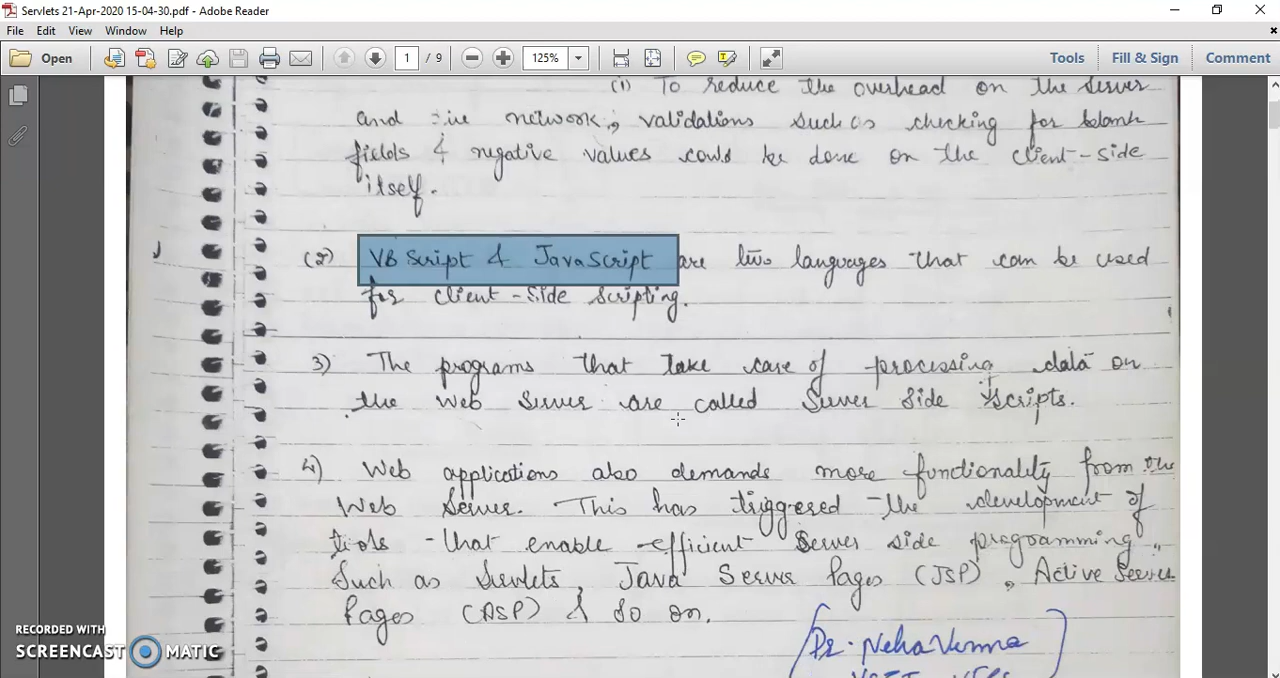 Servlets 21-Apr-2020 15-04-30.pdf - Adobe Reader
File Edit View Window Help
Open 1 / 9 125% Tools Fill & Sign Comment
(1) To reduce the overhead on the server
and the network, validations such as checking for blank
fields & negative values could be done on the client-side
itself.
(2) VB Script & JavaScript are two languages that can be used
for client-side scripting.
3) The programs that take care of processing data on
the Web Server are called Server Side Scripts.
4) Web applications also demands more functionality from the
Web Server. This has triggered the development of
tools that enable efficient Server side programming,
Such as Servlets, Java Server Pages (JSP), Active Server
Pages (ASP) & so on.
Dr. Neha Verma
RECORDED WITH
SCREENCAST MATIC